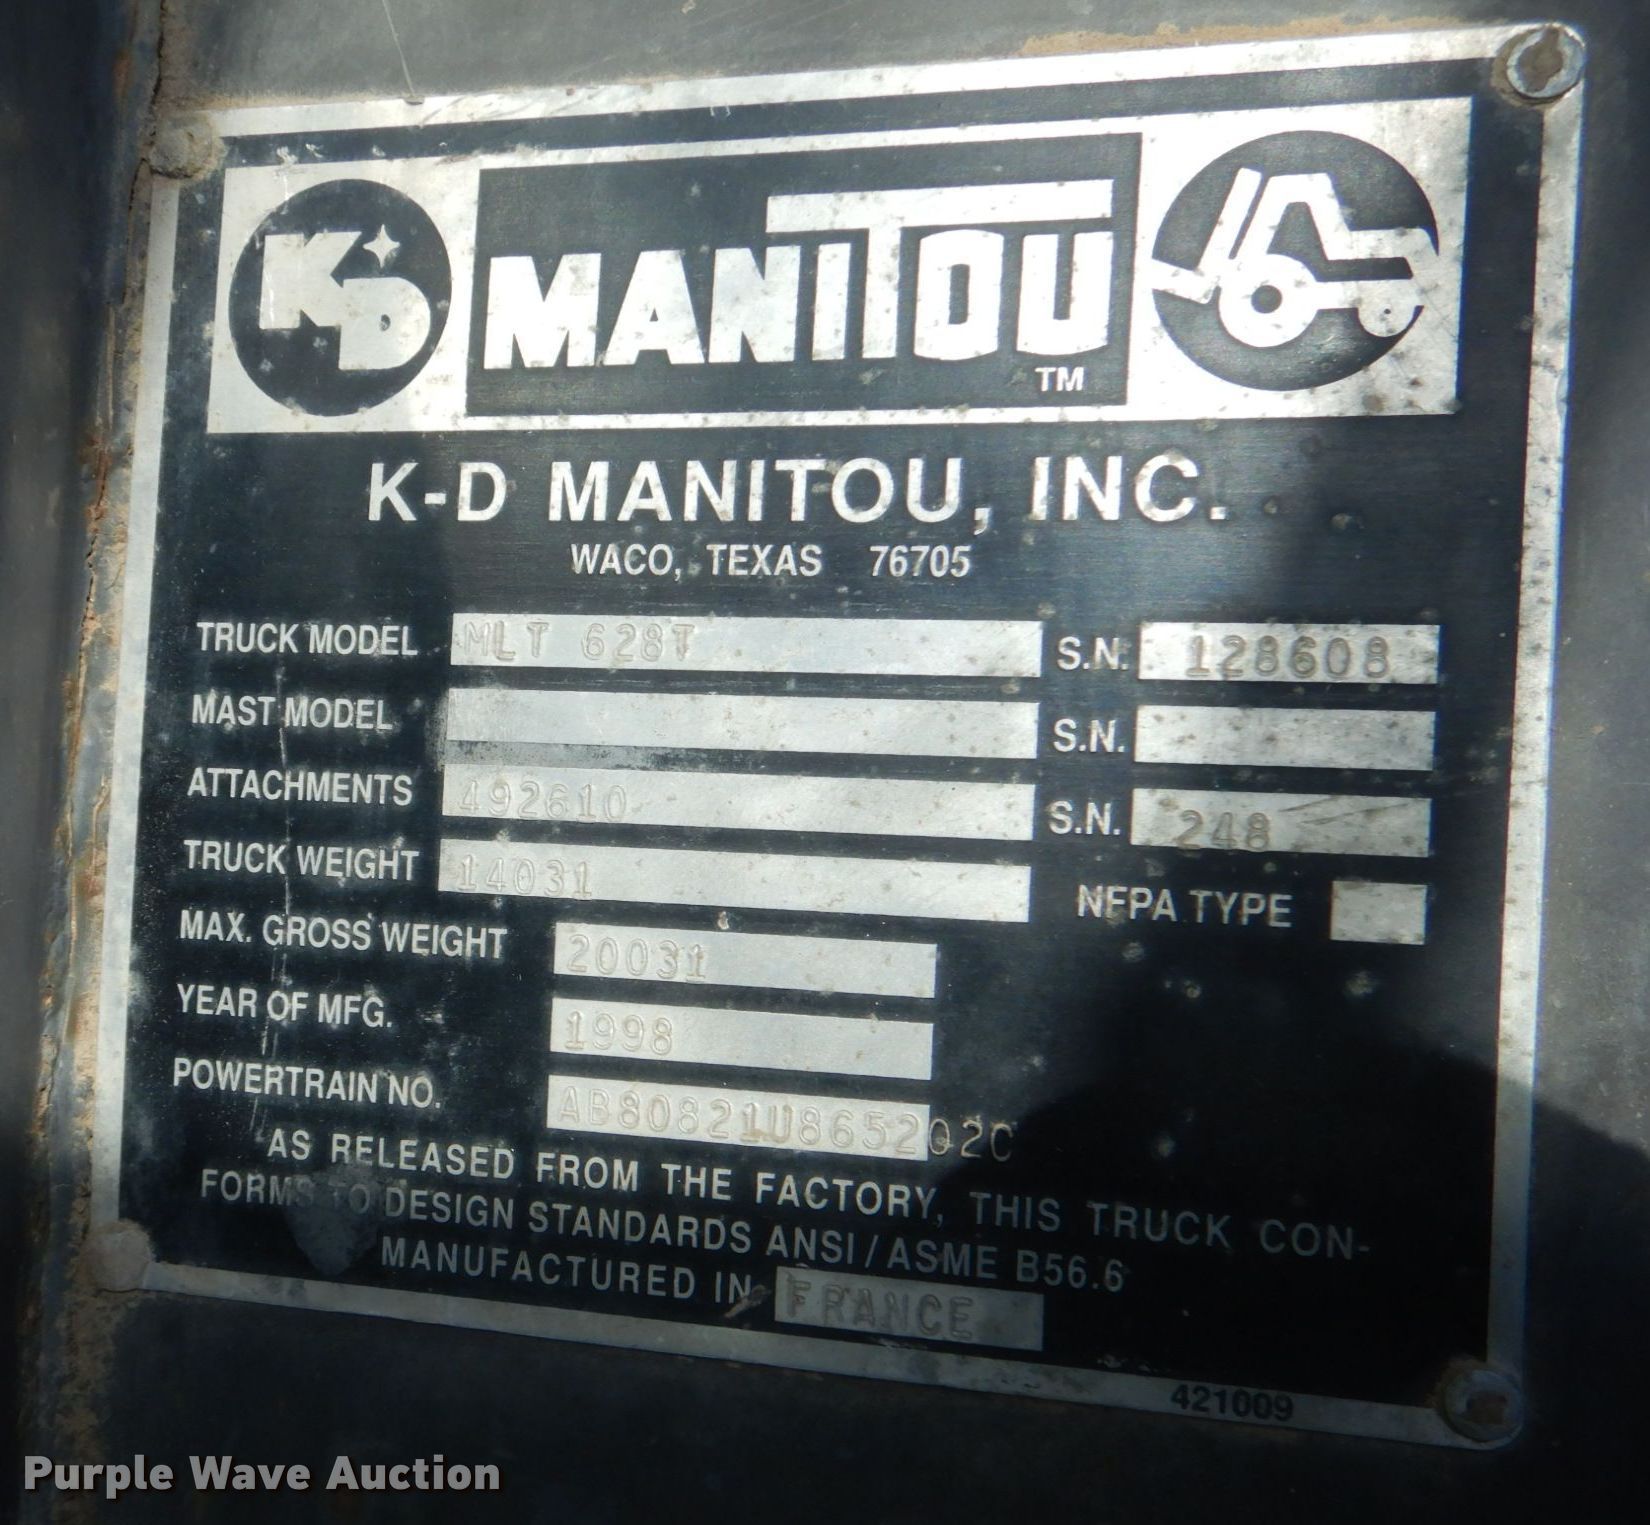 KD MANITOU TM
K-D MANITOU, INC.
WACO, TEXAS 76705
TRUCK MODEL MLT 628T S.N. 128608
MAST MODEL S.N.
ATTACHMENTS 492610 S.N. 248
TRUCK WEIGHT 14031 NFPA TYPE
MAX. GROSS WEIGHT 20031
YEAR OF MFG. 1998
POWERTRAIN NO. AB80821U865202C
AS RELEASED FROM THE FACTORY, THIS TRUCK CON-
FORMS TO DESIGN STANDARDS ANSI/ASME B56.6
MANUFACTURED IN FRANCE
421009
Purple Wave Auction